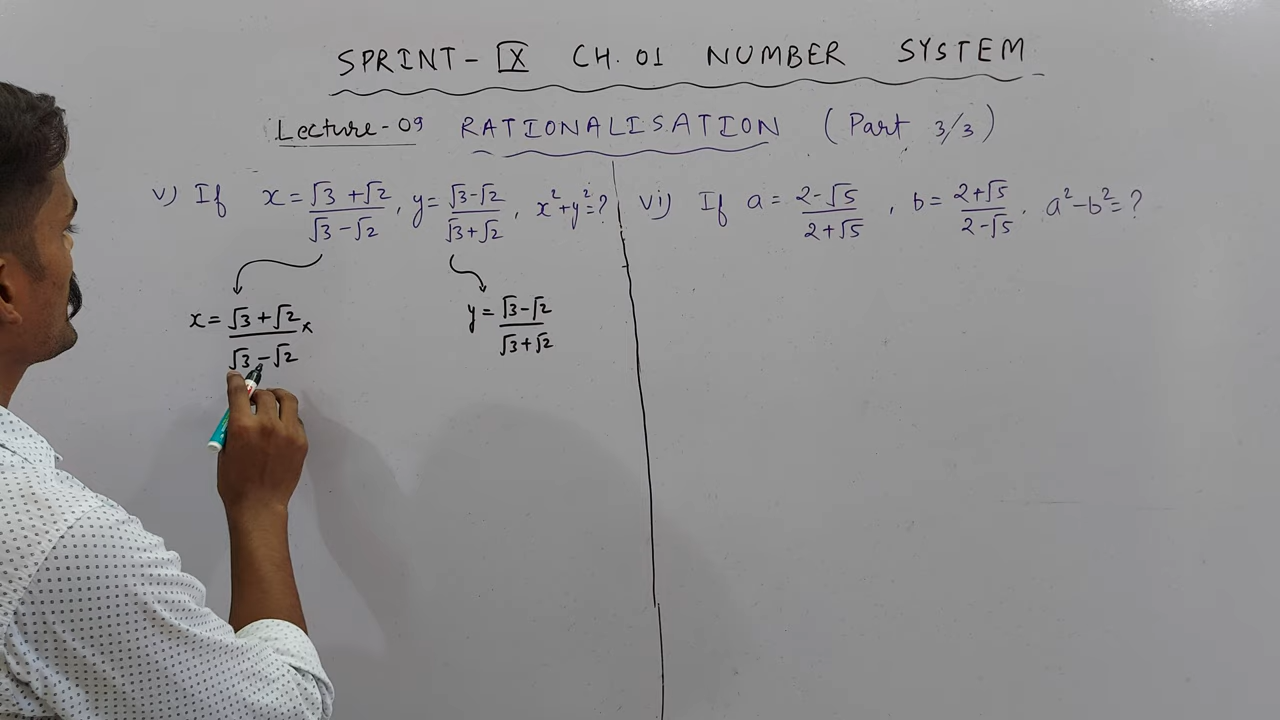 SPRINT-IX CH. 01 NUMBER SYSTEM
Lecture-09 RATIONALISATION (Part 3/3)
v) If x = (√3+√2)/(√3-√2), y = (√3-√2)/(√3+√2), x²+y²=?
vi) If a = (2-√5)/(2+√5), b = (2+√5)/(2-√5), a²-b²=?
x = (√3+√2)/(√3-√2) ×
y = (√3-√2)/(√3+√2)